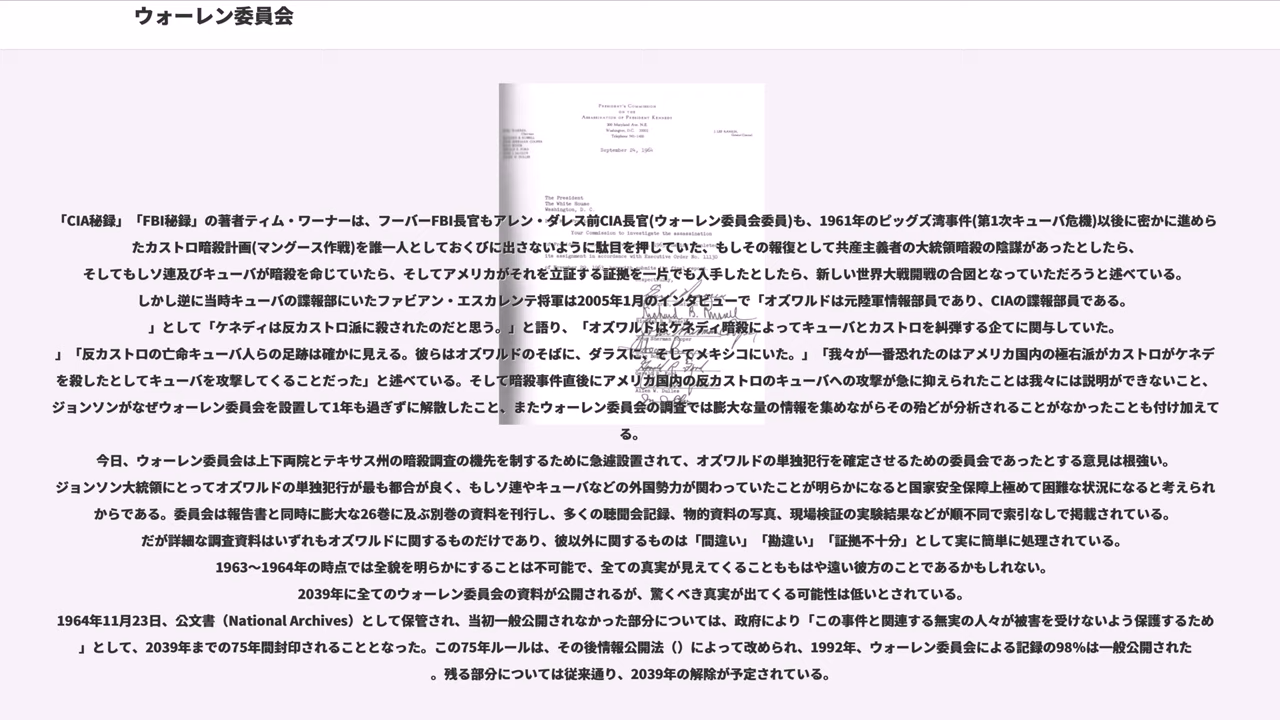 ウォーレン委員会
PRESIDENT'S COMMISSION
ON THE
ASSASSINATION OF PRESIDENT KENNEDY
200 Maryland Ave. N.E.
Washington, D.C. 20002
September 24, 1964
The President
The White House
Washington, D. C.
「CIA秘録」「FBI秘録」の著者ティム・ワーナーは、フーバーFBI長官もアレン・ダレス前CIA長官(ウォーレン委員会委員)も、1961年のピッグズ湾事件(第1次キューバ危機)以後に密かに進めら
Your Commission to investigate the assassination
れたカストロ暗殺計画(マングース作戦)を誰一人としておくびに出さないように駄目を押していた、もしその報復として共産主義者の大統領暗殺の陰謀があったとしたら、
its assignment in accordance with Executive Order No. 11130
そしてもしソ連及びキューバが暗殺を命じていたら、そしてアメリカがそれを立証する証拠を一片でも入手したとしたら、新しい世界大戦開戦の合図となっていただろうと述べている。
しかし逆に当時キューバの諜報部にいたファビアン・エスカレンテ将軍は2005年1月のインタビューで「オズワルドは元陸軍情報部員であり、CIAの諜報部員である。
」として「ケネディは反カストロ派に殺されたのだと思う。」と語り、「オズワルドはケネディ暗殺によってキューバとカストロを糾弾する企てに関与していた。
」「反カストロの亡命キューバ人らの足跡は確かに見える。彼らはオズワルドのそばに、ダラスに、そしてメキシコにいた。」「我々が一番恐れたのはアメリカ国内の極右派がカストロがケネデ
を殺したとしてキューバを攻撃してくることだった」と述べている。そして暗殺事件直後にアメリカ国内の反カストロのキューバへの攻撃が急に抑えられたことは我々には説明ができないこと、
ジョンソンがなぜウォーレン委員会を設置して1年も過ぎずに解散したこと、またウォーレン委員会の調査では膨大な量の情報を集めながらその殆どが分析されることがなかったことも付け加えて
る。
今日、ウォーレン委員会は上下両院とテキサス州の暗殺調査の機先を制するために急遽設置されて、オズワルドの単独犯行を確定させるための委員会であったとする意見は根強い。
ジョンソン大統領にとってオズワルドの単独犯行が最も都合が良く、もしソ連やキューバなどの外国勢力が関わっていたことが明らかになると国家安全保障上極めて困難な状況になると考えられ
からである。委員会は報告書と同時に膨大な26巻に及ぶ別巻の資料を刊行し、多くの聴聞会記録、物的資料の写真、現場検証の実験結果などが順不同で索引なしで掲載されている。
だが詳細な調査資料はいずれもオズワルドに関するものだけであり、彼以外に関するものは「間違い」「勘違い」「証拠不十分」として実に簡単に処理されている。
1963〜1964年の時点では全貌を明らかにすることは不可能で、全ての真実が見えてくることももはや遠い彼方のことであるかもしれない。
2039年に全てのウォーレン委員会の資料が公開されるが、驚くべき真実が出てくる可能性は低いとされている。
1964年11月23日、公文書（National Archives）として保管され、当初一般公開されなかった部分については、政府により「この事件と関連する無実の人々が被害を受けないよう保護するため
」として、2039年までの75年間封印されることとなった。この75年ルールは、その後情報公開法（）によって改められ、1992年、ウォーレン委員会による記録の98%は一般公開された
。残る部分については従来通り、2039年の解除が予定されている。